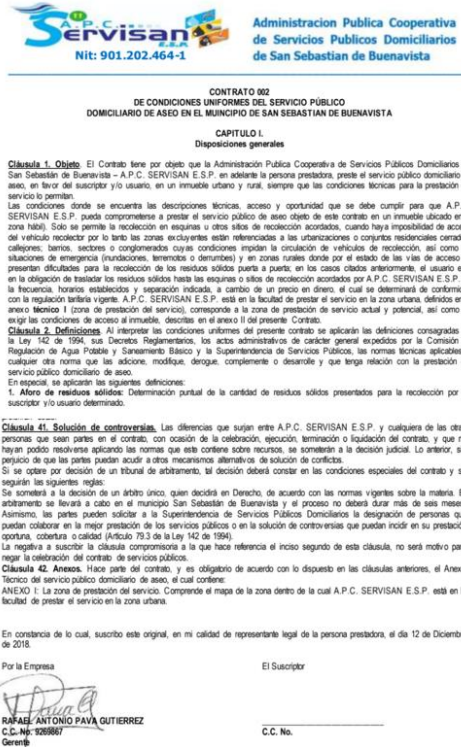 A.P.C.
Servisan
E.S.P.
Nit: 901.202.464-1
Administracion Publica Cooperativa
de Servicios Publicos Domiciliarios
de San Sebastian de Buenavista
CONTRATO 002
DE CONDICIONES UNIFORMES DEL SERVICIO PÚBLICO
DOMICILIARIO DE ASEO EN EL MUINCIPIO DE SAN SEBASTIAN DE BUENAVISTA
CAPITULO I.
Disposiciones generales
Cláusula 1. Objeto. El Contrato tiene por objeto que la Administración Publica Cooperativa de Servicios Públicos Domiciliarios
San Sebastián de Buenavista – A.P.C. SERVISAN E.S.P. en adelante la persona prestadora, preste el servicio público domiciliario
aseo, en favor del suscriptor y/o usuario, en un inmueble urbano y rural, siempre que las condiciones técnicas para la prestación
servicio lo permitan.
Las condiciones donde se encuentra las descripciones técnicas, acceso y oportunidad que se debe cumplir para que A.P.
SERVISAN E.S.P. pueda comprometerse a prestar el servicio público de aseo objeto de este contrato en un inmueble ubicado en
zona hábil). Solo se permite la recolección en esquinas u otros sitios de recolección acordados, cuando haya imposibilidad de acce
del vehículo recolector por lo tanto las zonas excluyentes están referenciadas a las urbanizaciones o conjuntos residenciales cerrad
callejones; barrios, sectores o conglomerados cuyas condiciones impidan la circulación de vehículos de recolección, así como
situaciones de emergencia (inundaciones, terremotos o derrumbes) y en zonas donde por el estado de las vías de acceso
presentan dificultades para la recolección de los residuos sólidos puerta a puerta; en los casos citados anteriormente, el usuario e
en la obligación de trasladar los residuos sólidos hasta las esquinas o sitios de recolección acordados por A.P.C. SERVISAN E.S.P.
la frecuencia, horarios establecidos y separación indicada, a cambio de un precio en dinero, el cual se determinará de conformid
con la regulación tarifaria vigente. A.P.C. SERVISAN E.S.P. está en la facultad de prestar el servicio en la zona urbana, definidos en
anexo técnico I (zona de prestación del servicio), corresponde a la zona de prestación de servicio actual y potencial, así como
exigir las condiciones de acceso al inmueble, descritas en el anexo II del presente Contrato.
Cláusula 2. Definiciones. Al interpretar las condiciones uniformes del presente contrato se aplicarán las definiciones consagradas
la Ley 142 de 1994, sus Decretos Reglamentarios, los actos administrativos de carácter general expedidos por la Comisión
Regulación de Agua Potable y Saneamiento Básico y la Superintendencia de Servicios Públicos, las normas técnicas aplicables
cualquier otra norma que las adicione, modifique, derogue, complemente o desarrolle y que tenga relación con la prestación
servicio público domiciliario de aseo.
En especial, se aplicarán las siguientes definiciones:
1. Aforo de residuos sólidos: Determinación puntual de la cantidad de residuos sólidos presentados para la recolección por
suscriptor y/o usuario determinado.
Cláusula 41. Solución de controversias. Las diferencias que surjan entre A.P.C. SERVISAN E.S.P. y cualquiera de las otra
personas que sean partes en el contrato, con ocasión de la celebración, ejecución, terminación o liquidación del contrato, y que n
hayan podido resolverse aplicando las normas que este contiene sobre recursos, se someterán a la decisión judicial. Lo anterior, si
perjuicio de que las partes puedan acudir a otros mecanismos alternativos de solución de conflictos.
Si se optare por decisión de un tribunal de arbitramento, tal decisión deberá constar en las condiciones especiales del contrato y s
seguirán las siguientes reglas:
Se someterá a la decisión de un árbitro único, quien decidirá en Derecho, de acuerdo con las normas vigentes sobre la materia. E
arbitramento se llevará a cabo en el municipio San Sebastián de Buenavista y el proceso no deberá durar más de seis mese
Asimismo, las partes pueden solicitar a la Superintendencia de Servicios Públicos Domiciliarios la designación de personas qu
puedan colaborar en la mejor prestación de los servicios públicos o en la solución de controversias que puedan incidir en su prestació
oportuna, cobertura o calidad (Artículo 79.3 de la Ley 142 de 1994).
La negativa a suscribir la cláusula compromisoria a la que hace referencia el inciso segundo de esta cláusula, no será motivo par
negar la celebración del contrato de servicios públicos.
Cláusula 42. Anexos. Hace parte del contrato, y es obligatorio de acuerdo con lo dispuesto en las cláusulas anteriores, el Anex
Técnico del servicio público domiciliario de aseo, el cual contiene:
ANEXO I: La zona de prestación del servicio. Comprende el mapa de la zona dentro de la cual A.P.C. SERVISAN E.S.P. está en l
facultad de prestar el servicio en la zona urbana.
En constancia de lo cual, suscribo este original, en mi calidad de representante legal de la persona prestadora, el día 12 de Diciemb
de 2018.
Por la Empresa
El Suscriptor
RAFAEL ANTONIO PAVA GUTIERREZ
C.C. No. 9269867
Gerente
C.C. No.